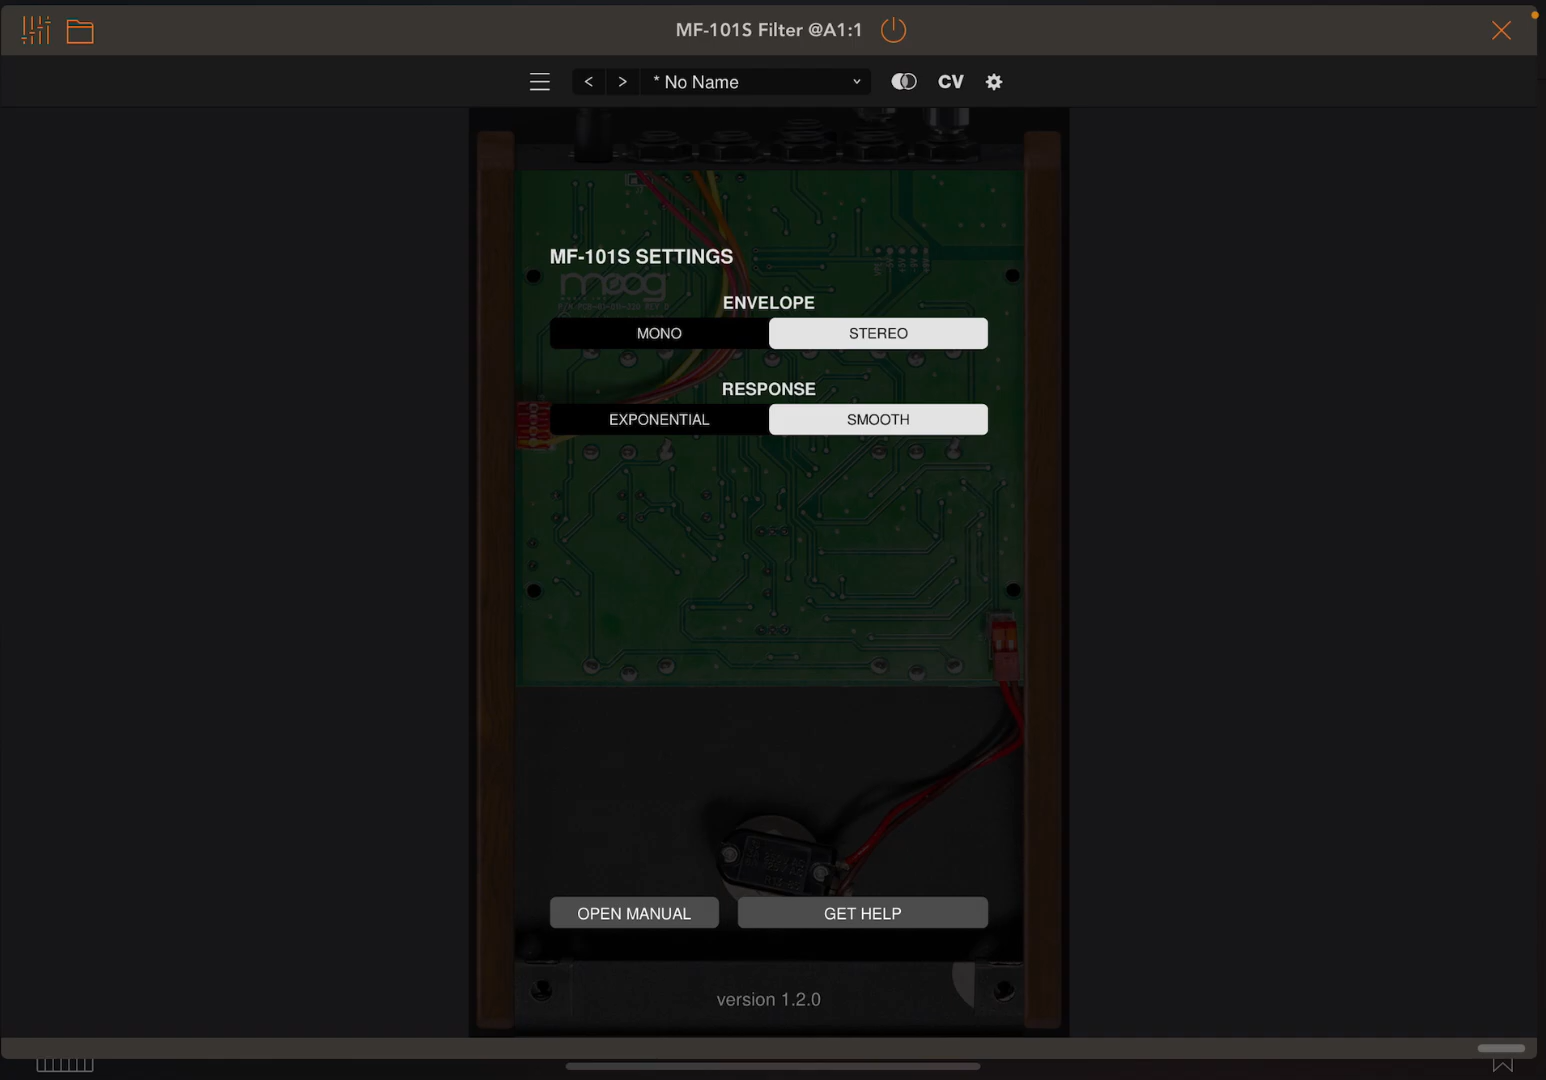 MF-101S Filter @A1:1
< > * No Name CV
MF-101S SETTINGS
moog
ENVELOPE
MONO STEREO
RESPONSE
EXPONENTIAL SMOOTH
OPEN MANUAL GET HELP
version 1.2.0